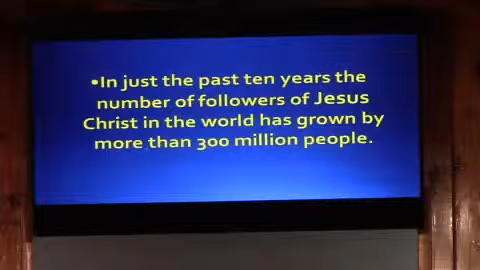 •In just the past ten years the
number of followers of Jesus
Christ in the world has grown by
more than 300 million people.